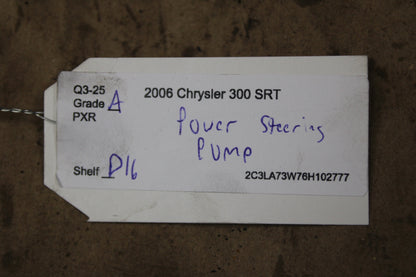 Q3-25
Grade A 2006 Chrysler 300 SRT
PXR
Power Steering
Pump
Shelf D16
2C3LA73W76H102777